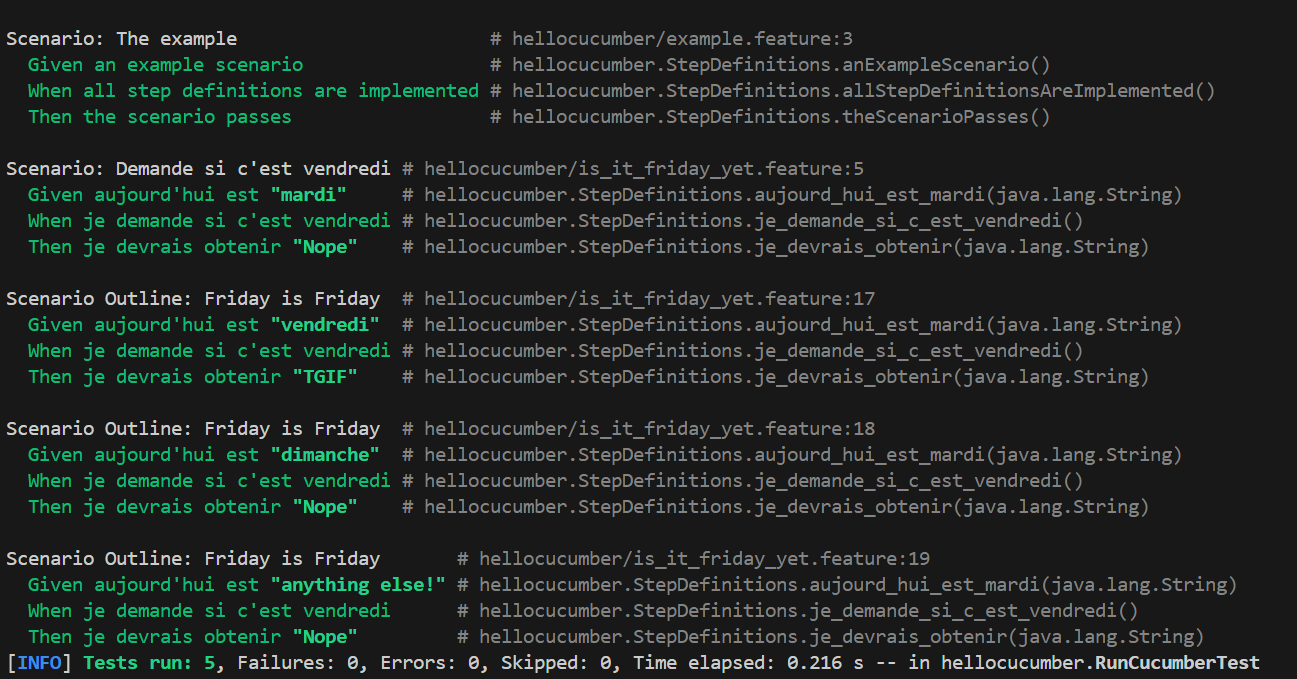 Scenario: The example # hellocucumber/example.feature:3
Given an example scenario # hellocucumber.StepDefinitions.anExampleScenario()
When all step definitions are implemented # hellocucumber.StepDefinitions.allStepDefinitionsAreImplemented()
Then the scenario passes # hellocucumber.StepDefinitions.theScenarioPasses()
Scenario: Demande si c'est vendredi # hellocucumber/is_it_friday_yet.feature:5
Given aujourd'hui est "mardi" # hellocucumber.StepDefinitions.aujourd_hui_est_mardi(java.lang.String)
When je demande si c'est vendredi # hellocucumber.StepDefinitions.je_demande_si_c_est_vendredi()
Then je devrais obtenir "Nope" # hellocucumber.StepDefinitions.je_devrais_obtenir(java.lang.String)
Scenario Outline: Friday is Friday # hellocucumber/is_it_friday_yet.feature:17
Given aujourd'hui est "vendredi" # hellocucumber.StepDefinitions.aujourd_hui_est_mardi(java.lang.String)
When je demande si c'est vendredi # hellocucumber.StepDefinitions.je_demande_si_c_est_vendredi()
Then je devrais obtenir "TGIF" # hellocucumber.StepDefinitions.je_devrais_obtenir(java.lang.String)
Scenario Outline: Friday is Friday # hellocucumber/is_it_friday_yet.feature:18
Given aujourd'hui est "dimanche" # hellocucumber.StepDefinitions.aujourd_hui_est_mardi(java.lang.String)
When je demande si c'est vendredi # hellocucumber.StepDefinitions.je_demande_si_c_est_vendredi()
Then je devrais obtenir "Nope" # hellocucumber.StepDefinitions.je_devrais_obtenir(java.lang.String)
Scenario Outline: Friday is Friday # hellocucumber/is_it_friday_yet.feature:19
Given aujourd'hui est "anything else!" # hellocucumber.StepDefinitions.aujourd_hui_est_mardi(java.lang.String)
When je demande si c'est vendredi # hellocucumber.StepDefinitions.je_demande_si_c_est_vendredi()
Then je devrais obtenir "Nope" # hellocucumber.StepDefinitions.je_devrais_obtenir(java.lang.String)
[INFO] Tests run: 5, Failures: 0, Errors: 0, Skipped: 0, Time elapsed: 0.216 s -- in hellocucumber.RunCucumberTest